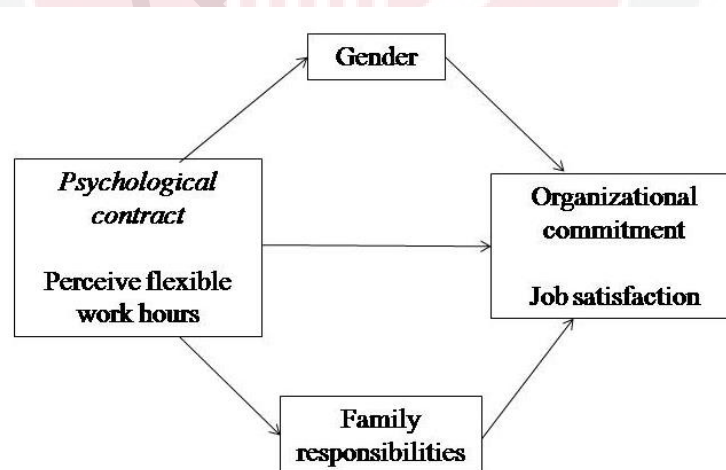 Gender
Psychological
contract
Perceive flexible
work hours
Organizational
commitment
Job satisfaction
Family
responsibilities